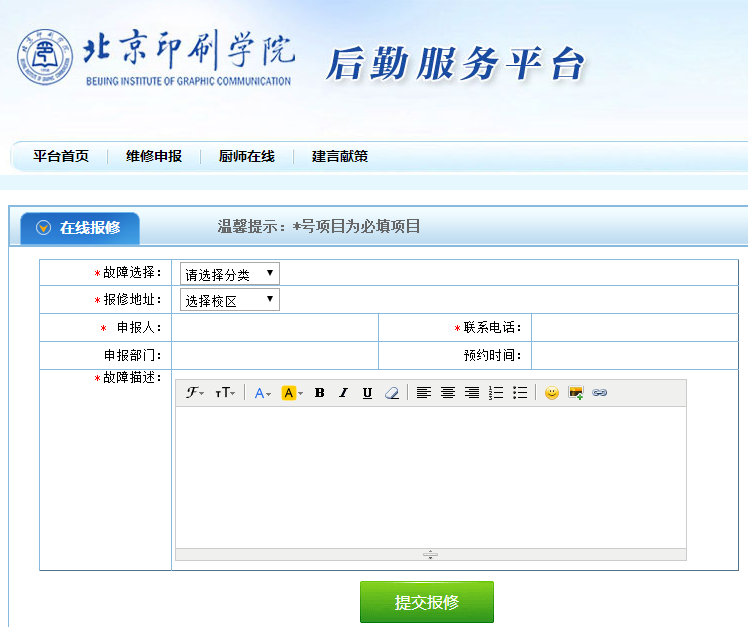 北京印刷学院
BEIJING INSTITUTE OF GRAPHIC COMMUNICATION
后勤服务平台
平台首页 维修申报 厨师在线 建言献策
在线报修 温馨提示：*号项目为必填项目
*故障选择： 请选择分类
*报修地址： 选择校区
* 申报人： *联系电话：
申报部门： 预约时间：
*故障描述：
F TT A A B I U
提交报修